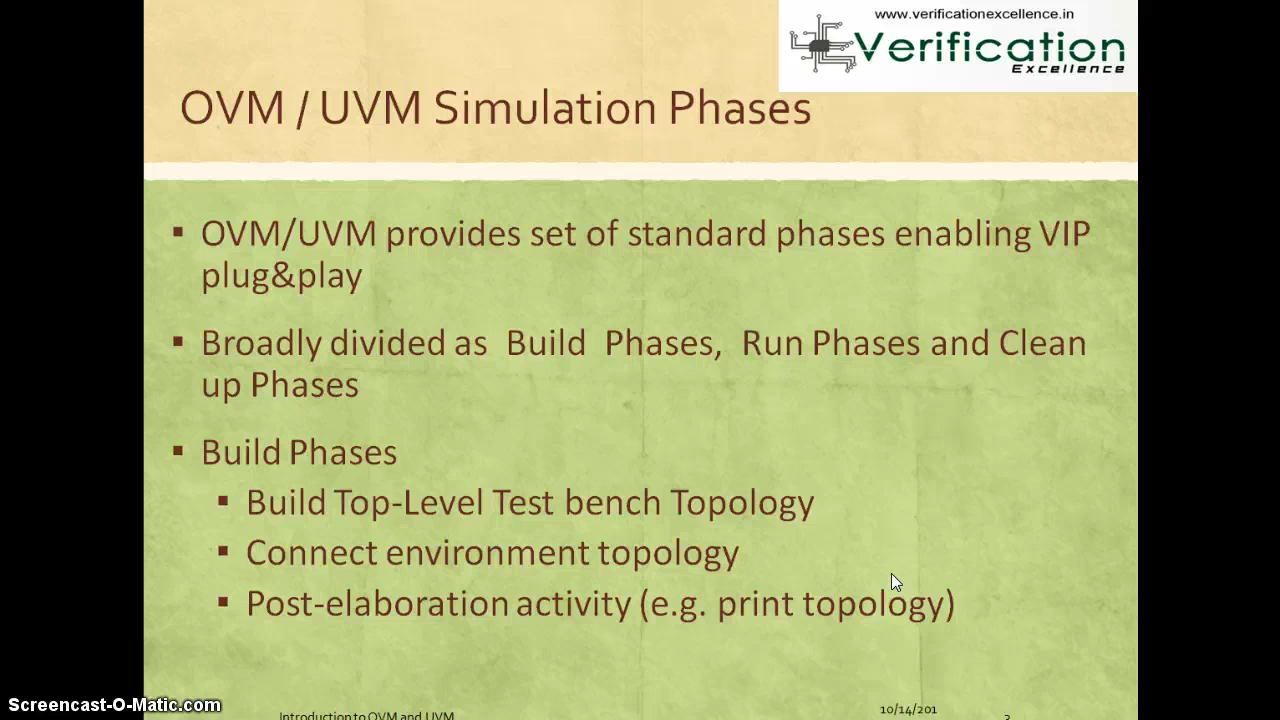 www.verificationexcellence.in
Verification
Excellence
OVM / UVM Simulation Phases
▪ OVM/UVM provides set of standard phases enabling VIP
plug&play
▪ Broadly divided as Build Phases, Run Phases and Clean
up Phases
▪ Build Phases
▪ Build Top-Level Test bench Topology
▪ Connect environment topology
▪ Post-elaboration activity (e.g. print topology)
Screencast-O-Matic.com
Introduction to OVM and UVM
10/14/201